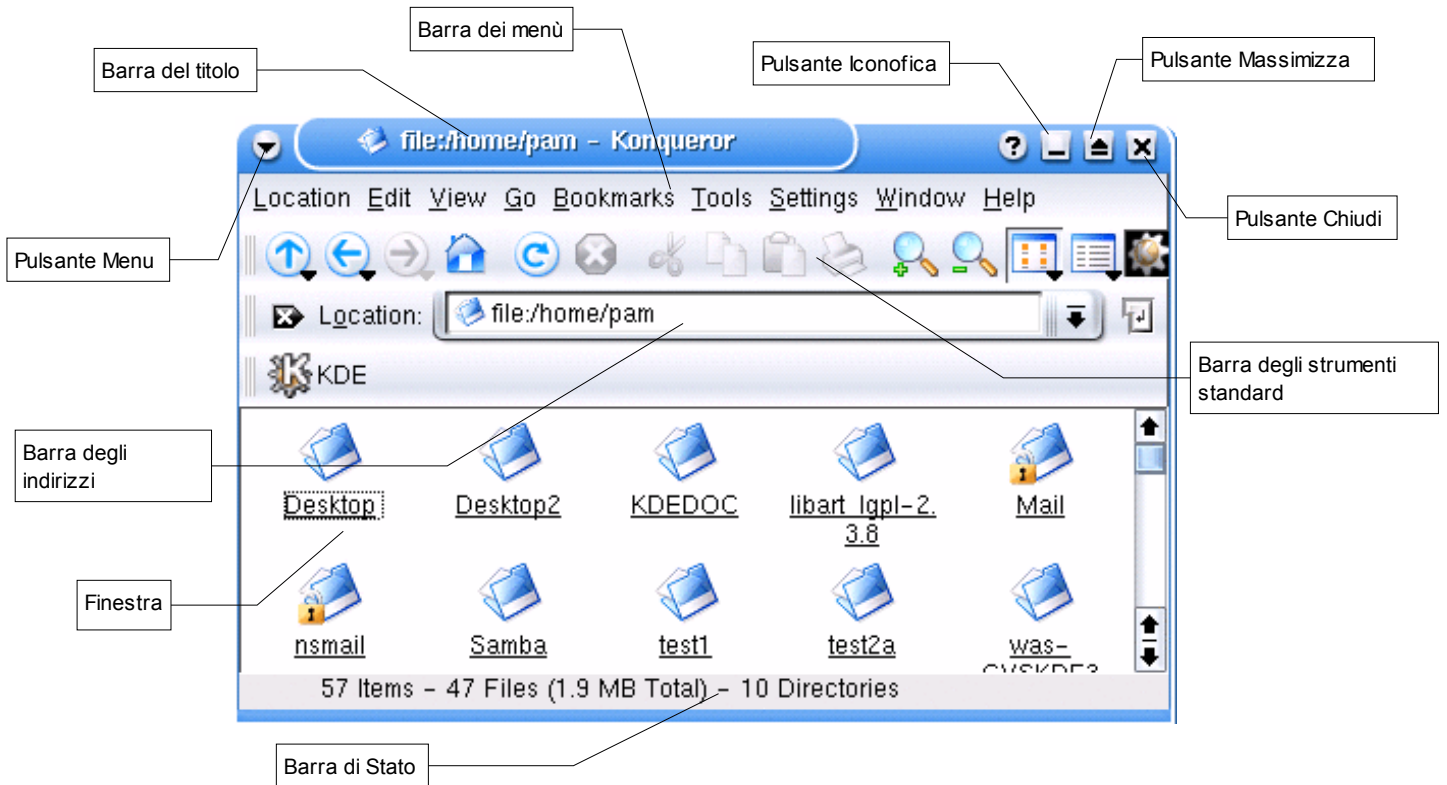 Barra dei menù
Pulsante Iconofica
Pulsante Massimizza
Barra del titolo
file:/home/pam – Konqueror
Location Edit View Go Bookmarks Tools Settings Window Help
Pulsante Chiudi
Pulsante Menu
Location: file:/home/pam
KDE
Barra degli strumenti
standard
Barra degli
indirizzi
Desktop Desktop2 KDEDOC libart_lgpl-2. Mail
3.8
Finestra
nsmail Samba test1 test2a was-
CVSKDE3
57 Items – 47 Files (1.9 MB Total) – 10 Directories
Barra di Stato